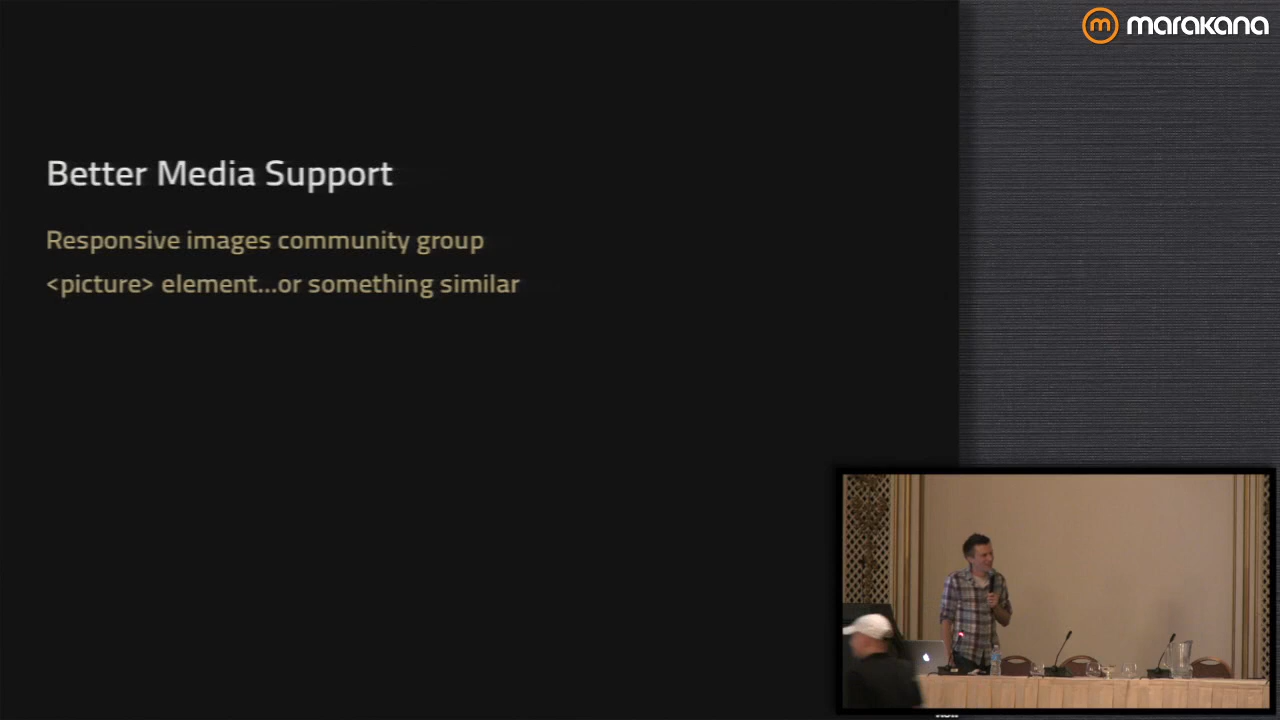 marakana
Better Media Support
Responsive images community group
<picture> element...or something similar